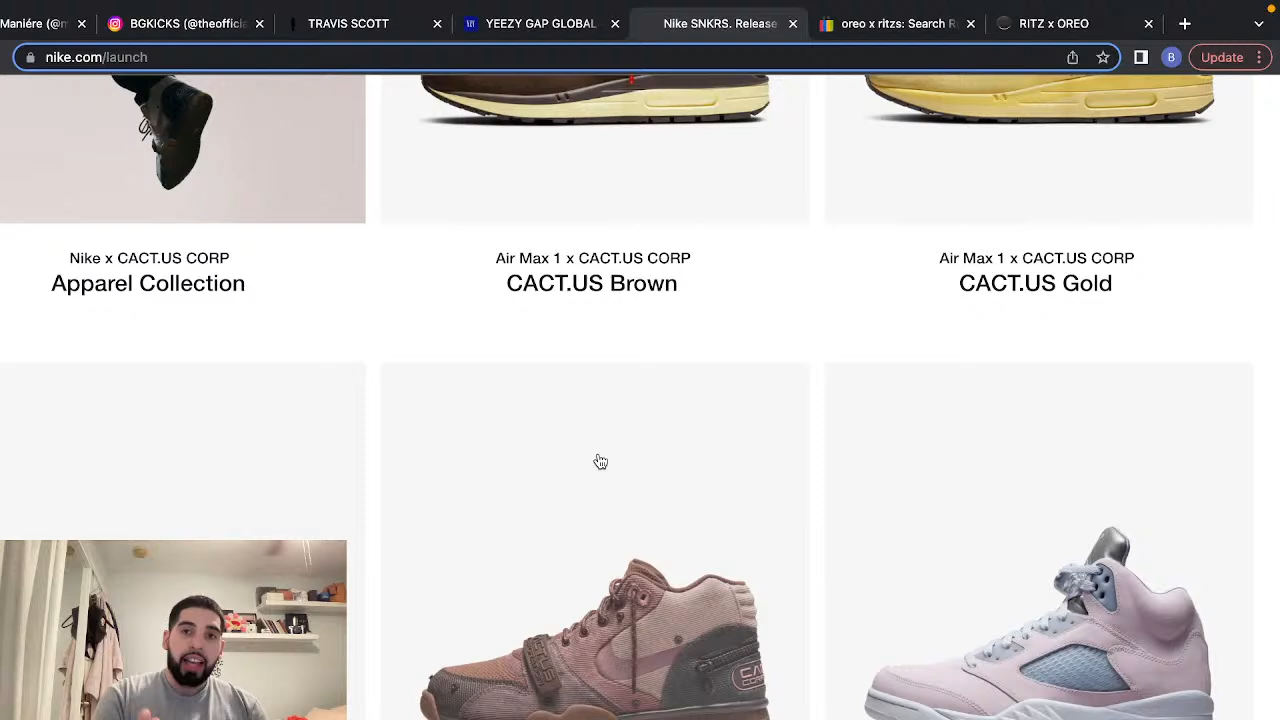 Maniére (@m
BGKICKS (@theofficia
TRAVIS SCOTT
YEEZY GAP GLOBAL
Nike SNKRS. Release
oreo x ritzs: Search R
RITZ x OREO
nike.com/launch
B
Update
Nike x CACT.US CORP
Air Max 1 x CACT.US CORP
Air Max 1 x CACT.US CORP
Apparel Collection
CACT.US Brown
CACT.US Gold